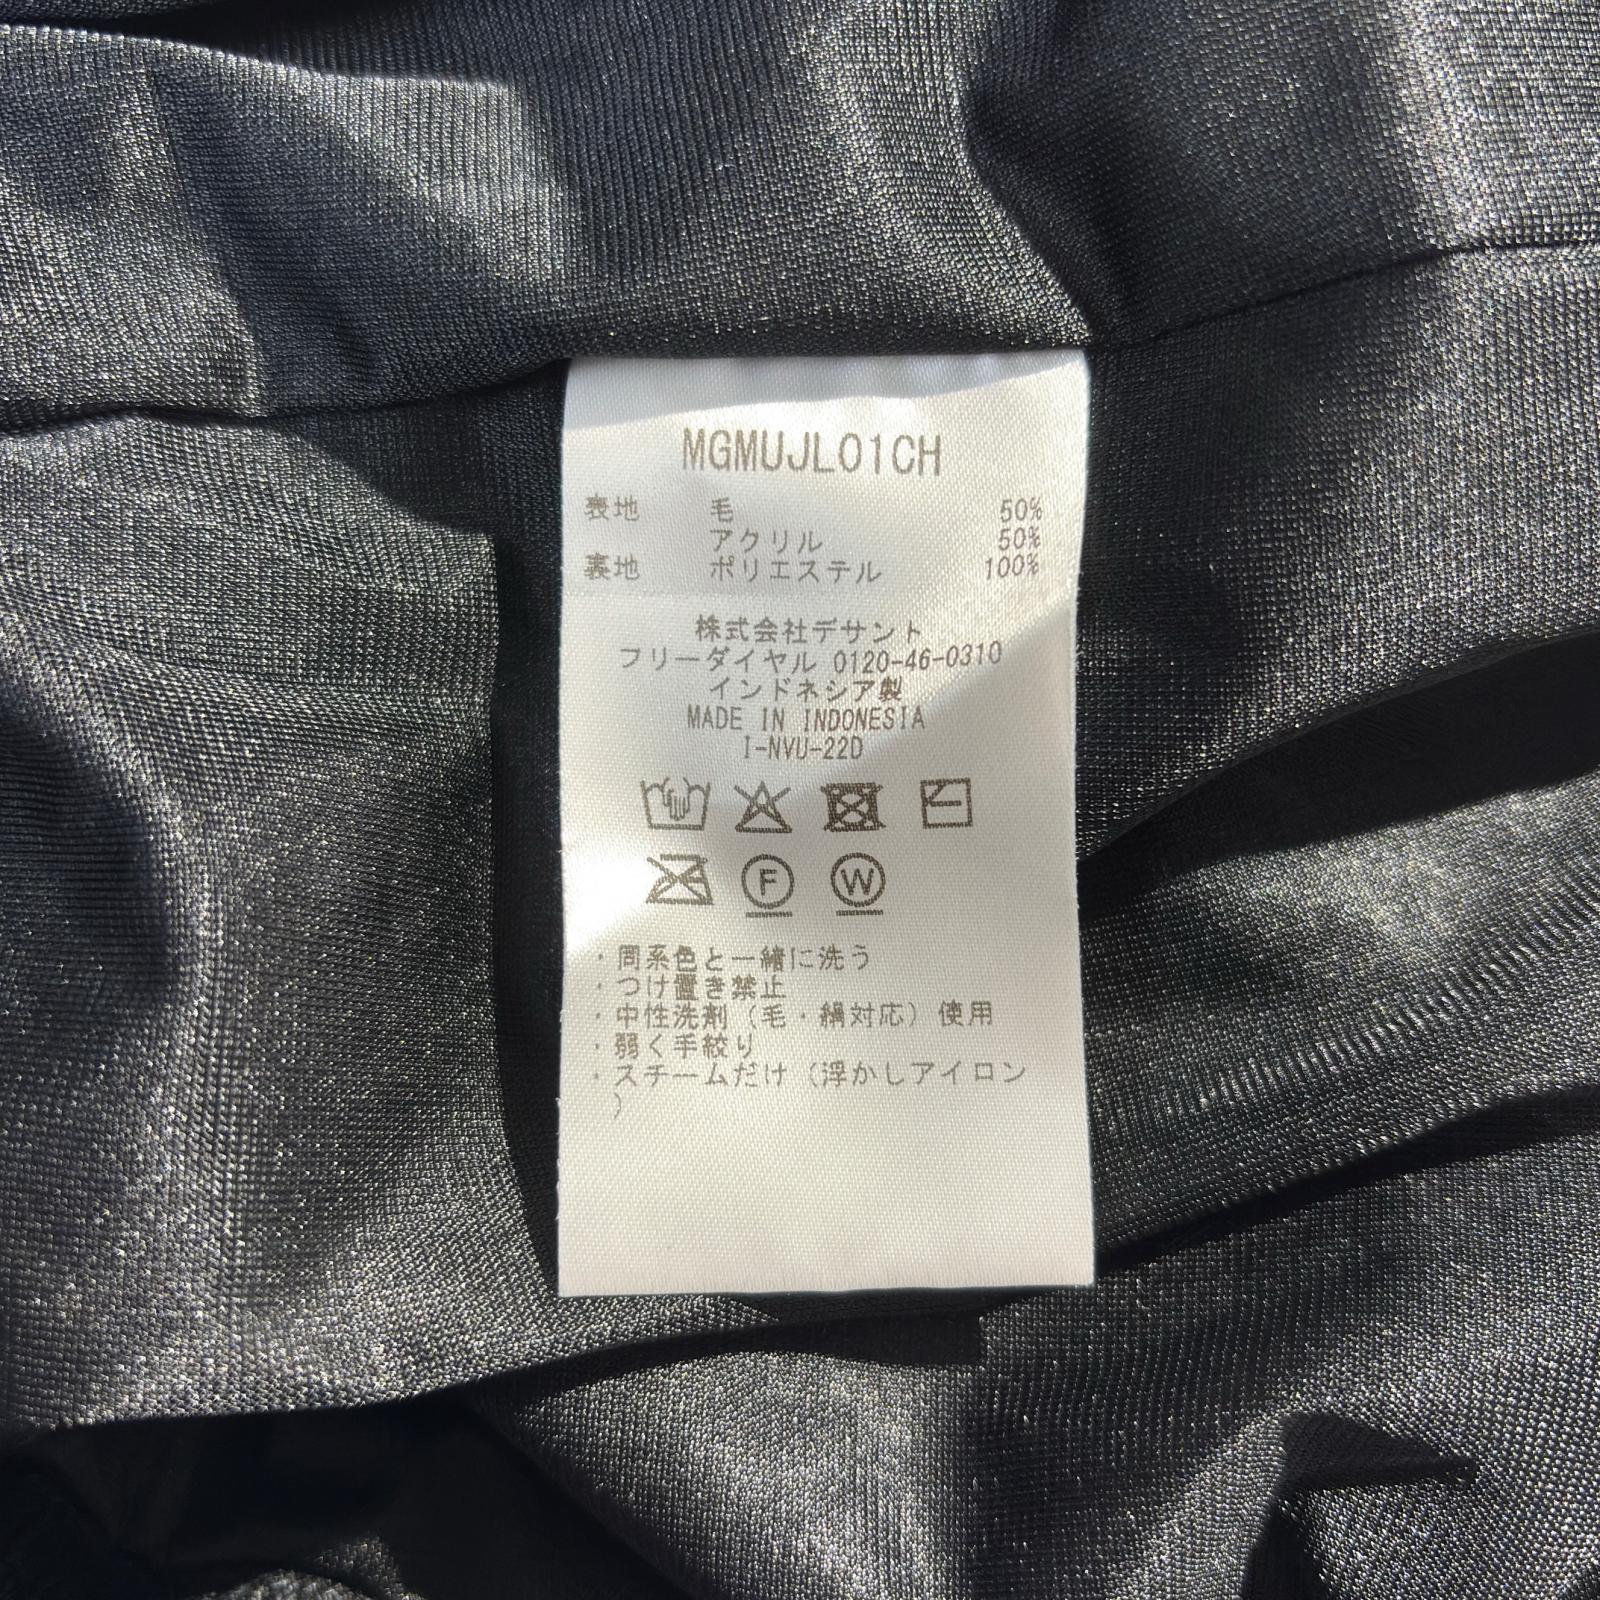 MGMUJL01CH
表地 毛 50%
アクリル 50%
裏地 ポリエステル 100%
株式会社デサント
フリーダイヤル 0120-46-0310
インドネシア製
MADE IN INDONESIA
I-NVU-22D
F W
・同系色と一緒に洗う
・つけ置き禁止
・中性洗剤（毛・絹対応）使用
・弱く手絞り
・スチームだけ（浮かしアイロン
）